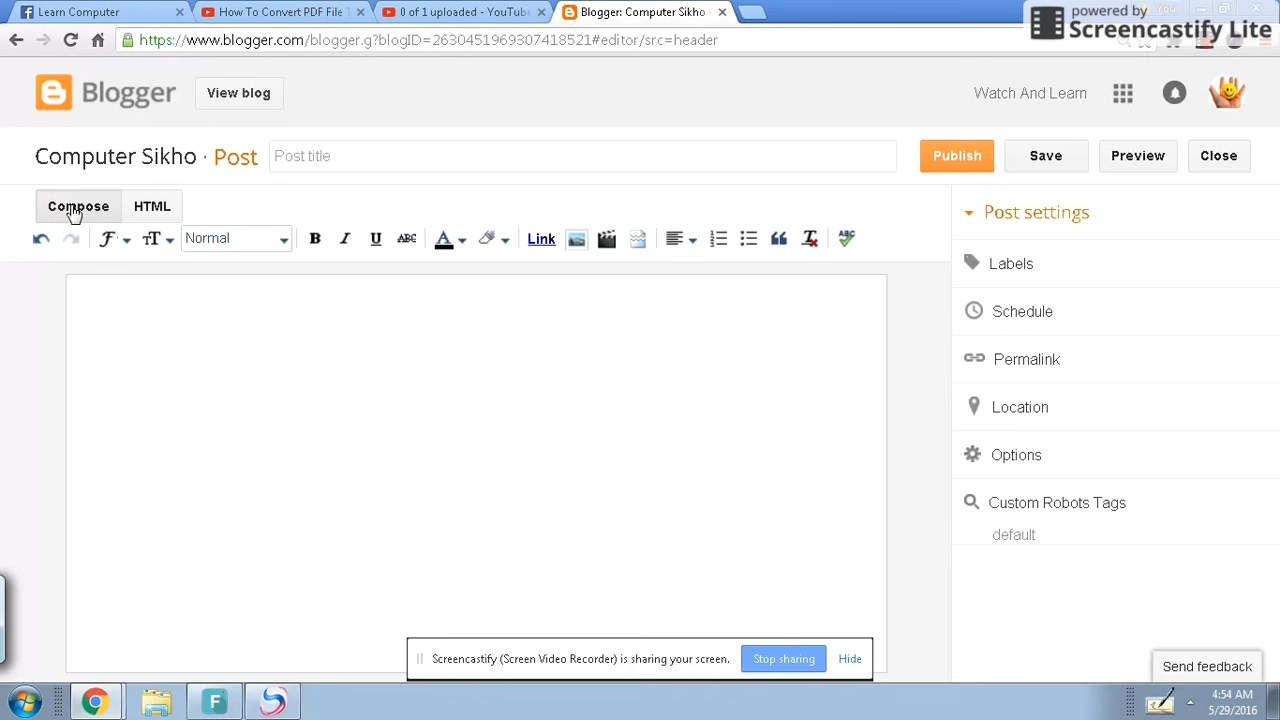 Learn Computer
How To Convert PDF File T
0 of 1 uploaded - YouTube
Blogger: Computer Sikho -
powered by
Screencastify Lite
https://www.blogger.com/
521#editor/src=header
Blogger
View blog
Watch And Learn
Computer Sikho · Post
Post title
Publish
Save
Preview
Close
Compose
HTML
Normal
B
I
U
ABC
A
Link
ABC
Post settings
Labels
Schedule
Permalink
Location
Options
Custom Robots Tags
default
Screencastify (Screen Video Recorder) is sharing your screen.
Stop sharing
Hide
Send feedback
4:54 AM
5/29/2016